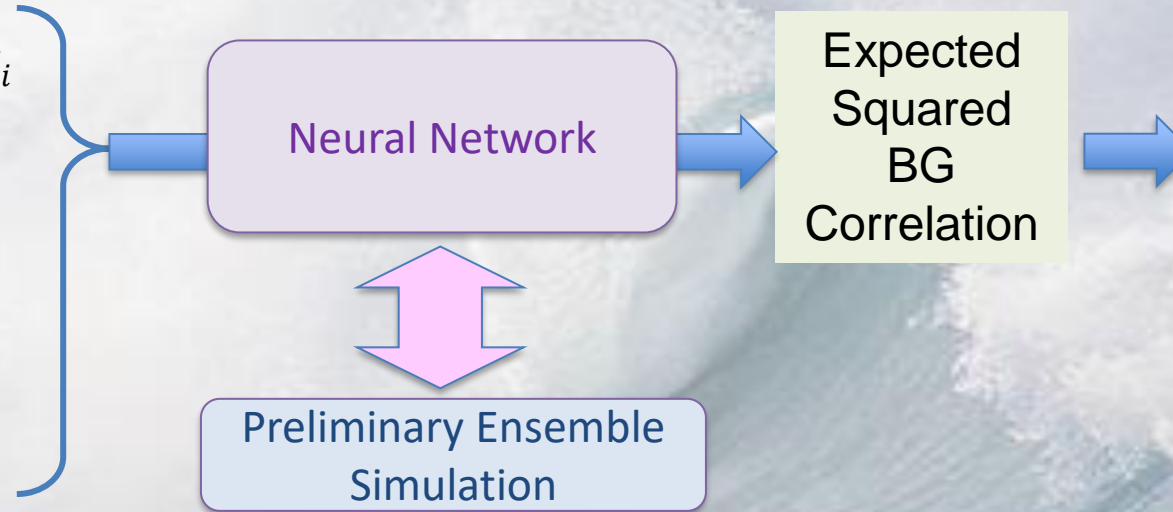 i
Neural Network
Expected
Squared
BG
Correlation
Preliminary Ensemble
Simulation